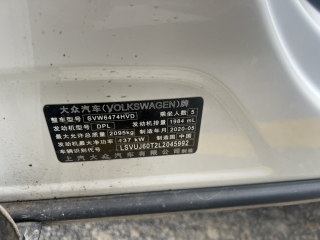 大众汽车(VOLKSWAGEN)牌
整车型号 SVW6474HVD 乘坐人数 5
发动机型号 DPL 发动机排量 1984 mL
最大允许总质量 2095kg 制造年月 2020-05
发动机最大净功率 137 kW 制造国 中国
车辆识别代号 LSVUJ60T2L2045992
上汽大众汽车有限公司